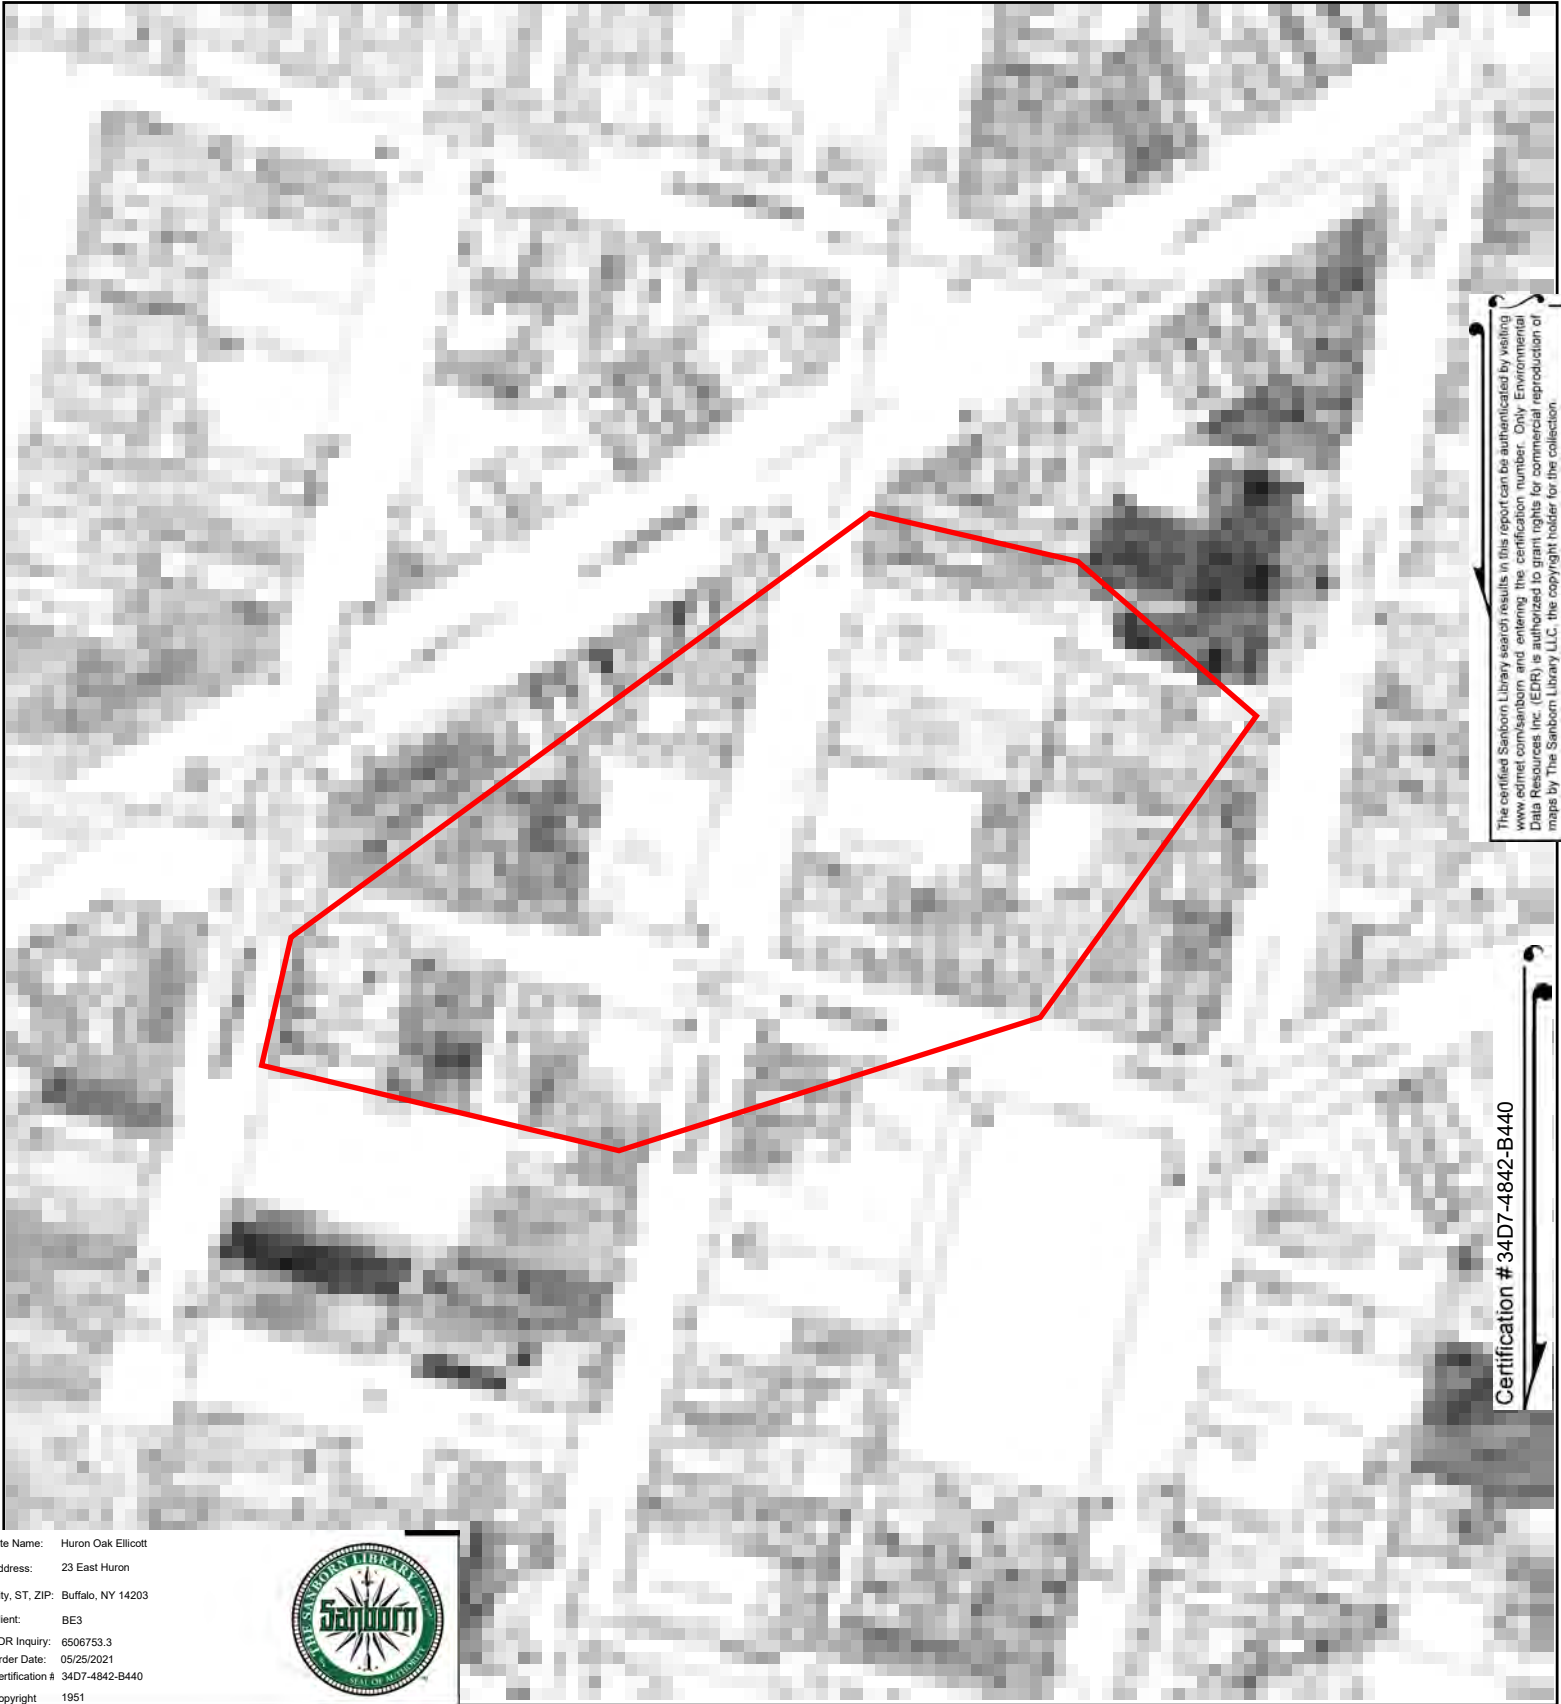 The certified Sanborn Library search results in this report can be authenticated by visiting
www.edrnet.com/sanborn and entering the certification number. Only Environmental
Data Resources Inc. (EDR) is authorized to grant rights for commercial reproduction of
maps by The Sanborn Library LLC, the copyright holder for the collection.
Certification # 34D7-4842-B440
te Name: Huron Oak Ellicott
ddress: 23 East Huron
ty, ST, ZIP: Buffalo, NY 14203
ient: BE3
DR Inquiry: 6506753.3
rder Date: 05/25/2021
ertification # 34D7-4842-B440
opyright 1951
THE SANBORN LIBRARY LLC
Sanborn
SEAL OF AUTHORITY